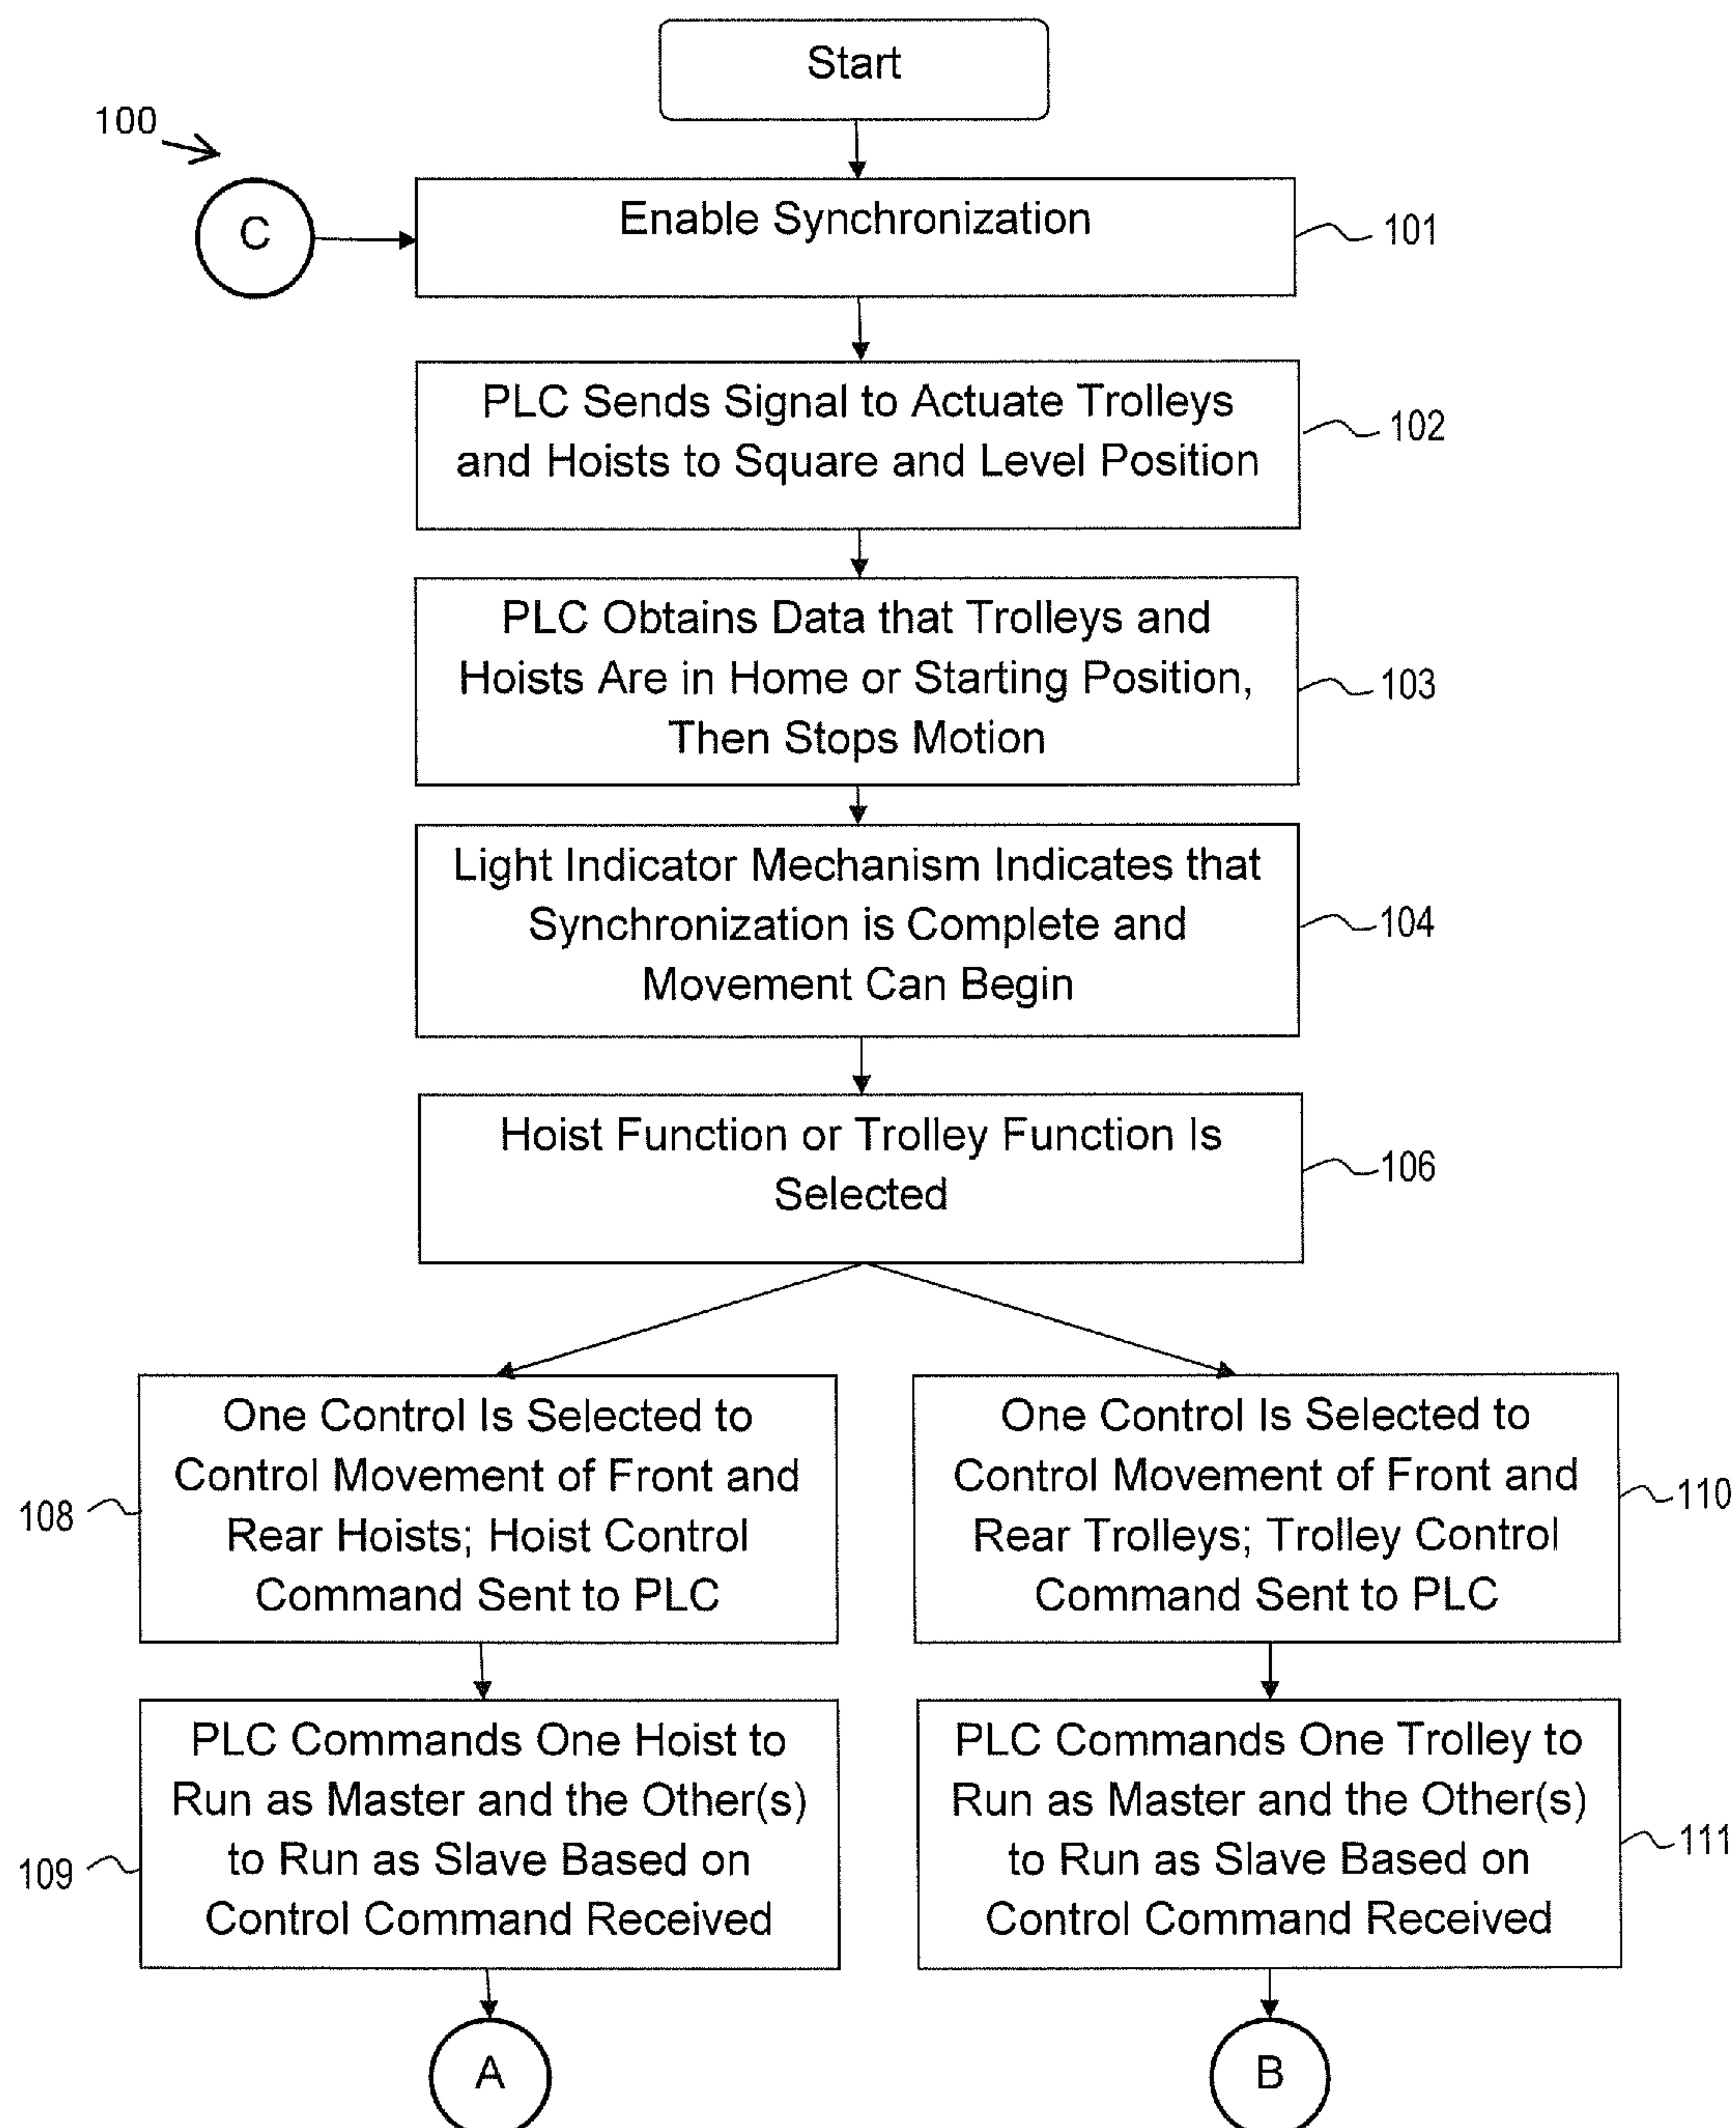 Start
100
C
Enable Synchronization
101
PLC Sends Signal to Actuate Trolleys
and Hoists to Square and Level Position
102
PLC Obtains Data that Trolleys and
Hoists Are in Home or Starting Position,
Then Stops Motion
103
Light Indicator Mechanism Indicates that
Synchronization is Complete and
Movement Can Begin
104
Hoist Function or Trolley Function Is
Selected
106
One Control Is Selected to
Control Movement of Front and
Rear Hoists; Hoist Control
Command Sent to PLC
108
One Control Is Selected to
Control Movement of Front and
Rear Trolleys; Trolley Control
Command Sent to PLC
110
PLC Commands One Hoist to
Run as Master and the Other(s)
to Run as Slave Based on
Control Command Received
109
PLC Commands One Trolley to
Run as Master and the Other(s)
to Run as Slave Based on
Control Command Received
111
A
B